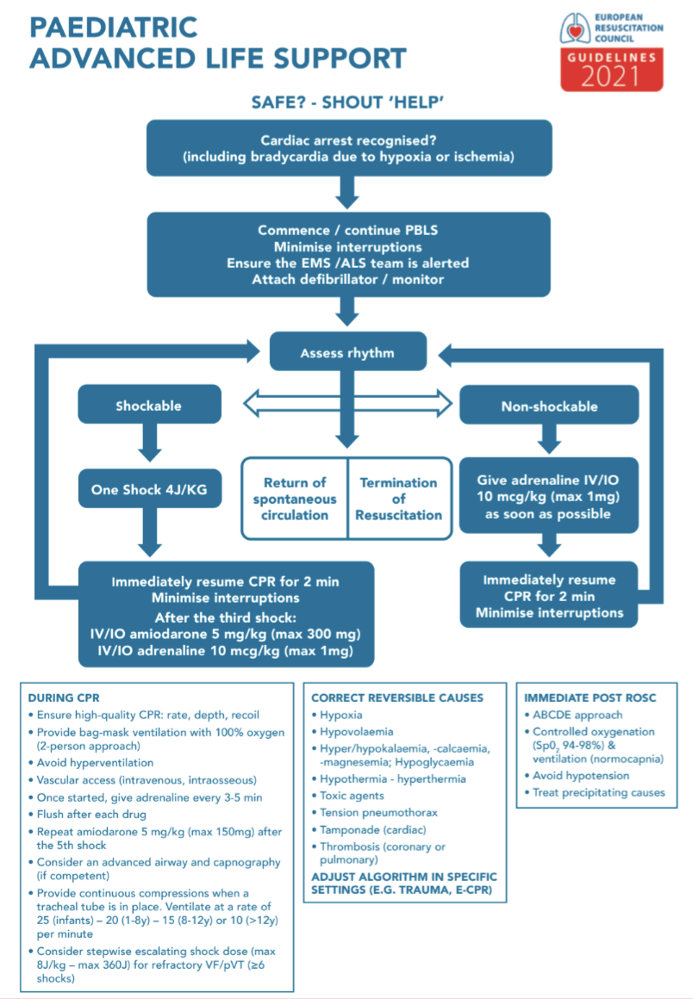 PAEDIATRIC
ADVANCED LIFE SUPPORT
EUROPEAN
RESUSCITATION
COUNCIL
GUIDELINES
2021
SAFE? - SHOUT ‘HELP’
Cardiac arrest recognised?
(including bradycardia due to hypoxia or ischemia)
Commence / continue PBLS
Minimise interruptions
Ensure the EMS /ALS team is alerted
Attach defibrillator / monitor
Assess rhythm
Shockable
Non-shockable
One Shock 4J/KG
Return of
spontaneous
circulation
Termination
of
Resuscitation
Give adrenaline IV/IO
10 mcg/kg (max 1mg)
as soon as possible
Immediately resume CPR for 2 min
Minimise interruptions
After the third shock:
IV/IO amiodarone 5 mg/kg (max 300 mg)
IV/IO adrenaline 10 mcg/kg (max 1mg)
Immediately resume
CPR for 2 min
Minimise interruptions
DURING CPR
• Ensure high-quality CPR: rate, depth, recoil
• Provide bag-mask ventilation with 100% oxygen
(2-person approach)
• Avoid hyperventilation
• Vascular access (intravenous, intraosseous)
• Once started, give adrenaline every 3-5 min
• Flush after each drug
• Repeat amiodarone 5 mg/kg (max 150mg) after
the 5th shock
• Consider an advanced airway and capnography
(if competent)
• Provide continuous compressions when a
tracheal tube is in place. Ventilate at a rate of
25 (infants) – 20 (1-8y) – 15 (8-12y) or 10 (>12y)
per minute
• Consider stepwise escalating shock dose (max
8J/kg – max 360J) for refractory VF/pVT (≥6
shocks)
CORRECT REVERSIBLE CAUSES
• Hypoxia
• Hypovolaemia
• Hyper/hypokalaemia, -calcaemia,
-magnesemia; Hypoglycaemia
• Hypothermia - hyperthermia
• Toxic agents
• Tension pneumothorax
• Tamponade (cardiac)
• Thrombosis (coronary or
pulmonary)
ADJUST ALGORITHM IN SPECIFIC
SETTINGS (E.G. TRAUMA, E-CPR)
IMMEDIATE POST ROSC
• ABCDE approach
• Controlled oxygenation
(Sp0₂ 94-98%) &
ventilation (normocapnia)
• Avoid hypotension
• Treat precipitating causes